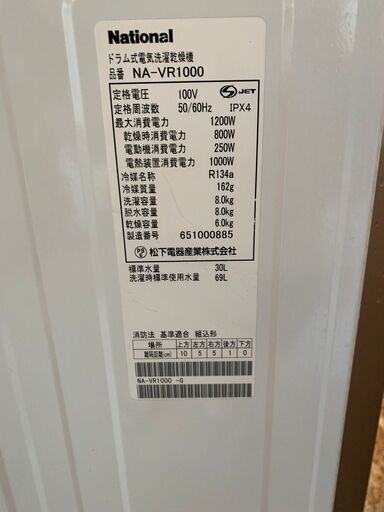 National
ドラム式電気洗濯乾燥機
品番 NA-VR1000
定格電圧 100V
JET
定格周波数 50/60Hz IPX4
最大消費電力 1200W
乾燥時消費電力 800W
電動機消費電力 250W
電熱装置消費電力 1000W
冷媒名称 R134a
冷媒質量 162g
洗濯容量 8.0kg
脱水容量 8.0kg
乾燥容量 6.0kg
製造番号 651000885
松下電器産業株式会社
標準水量 30L
洗濯時標準使用水量 69L
消防法 基準適合 組込形
場所 上方 左方 右方 後方 下方
離隔距離(cm) 10 5 5 1 0
NA-VR1000 -G